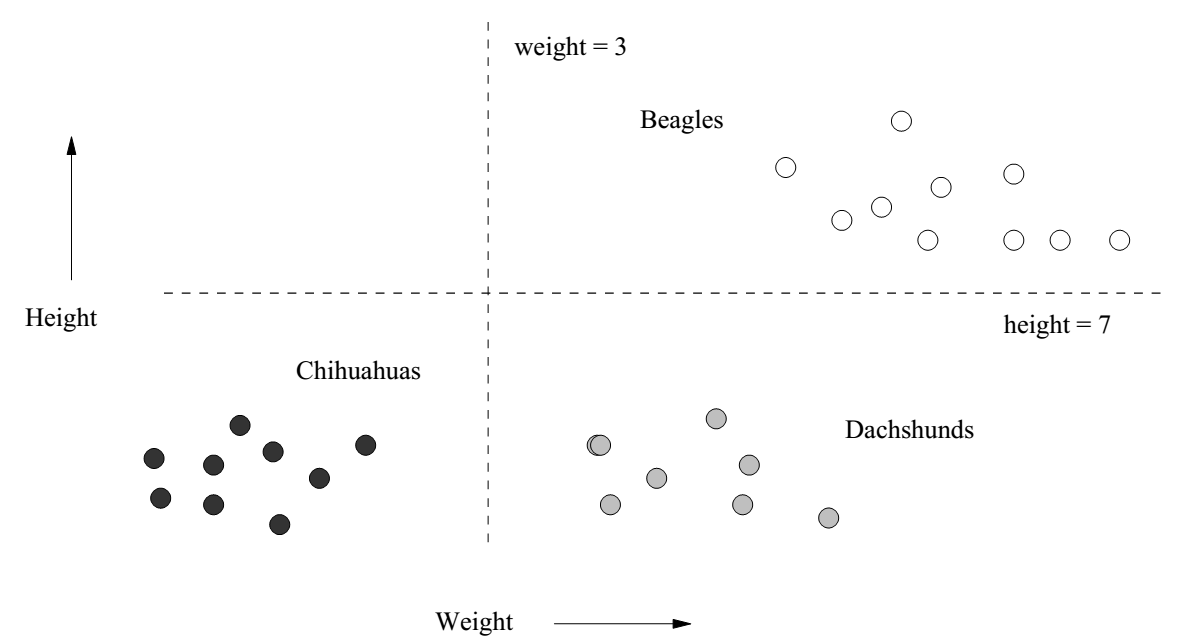 weight = 3
Beagles
Height
height = 7
Chihuahuas
Dachshunds
Weight